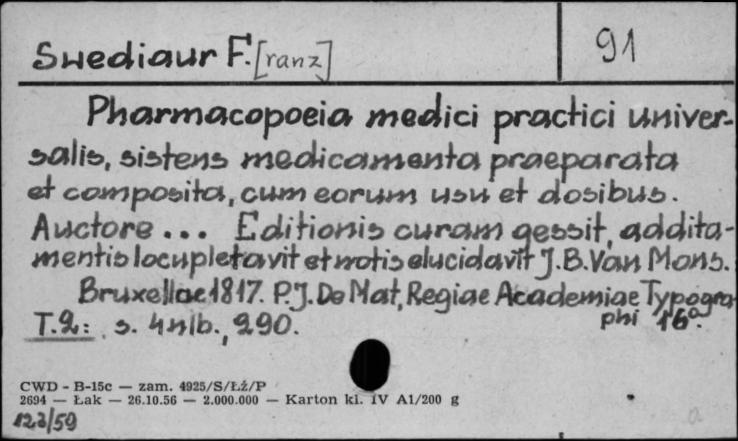 Swediaur F.[ranz] 91
Pharmacopoeia medici practici univer-
salis, sistens medicamenta praeparata
et composita, cum eorum usu et dosibus.
Auctore ... Editionis curam gessit, addita-
mentis locupletavit et notis elucidavit J.B. Van Mons.
Bruxellae 1817. P.J. De Mat, Regiae Academiae Typogra-
phi 16°.
T.2: s. 4nlb., 290.
CWD - B-15c — zam. 4925/S/Łż/P
2694 — Łak — 26.10.56 — 2.000.000 — Karton kl. IV A1/200 g
123/59
a